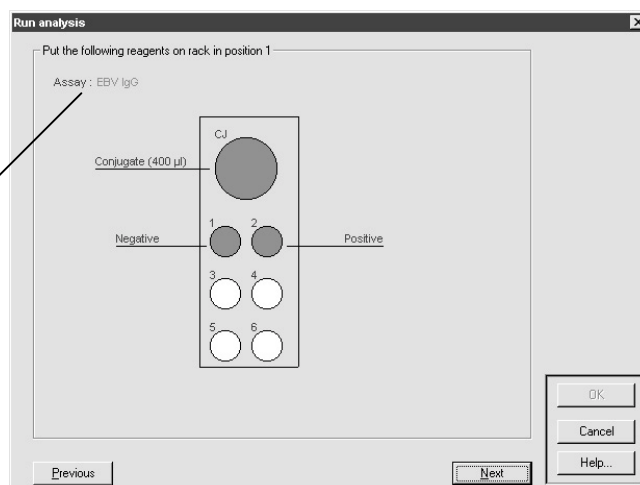 Run analysis
Put the following reagents on rack in position 1
Assay : EBV IgG
CJ
Conjugate (400 µl)
1 2
Negative Positive
3 4
5 6
OK
Cancel
Help...
Previous Next